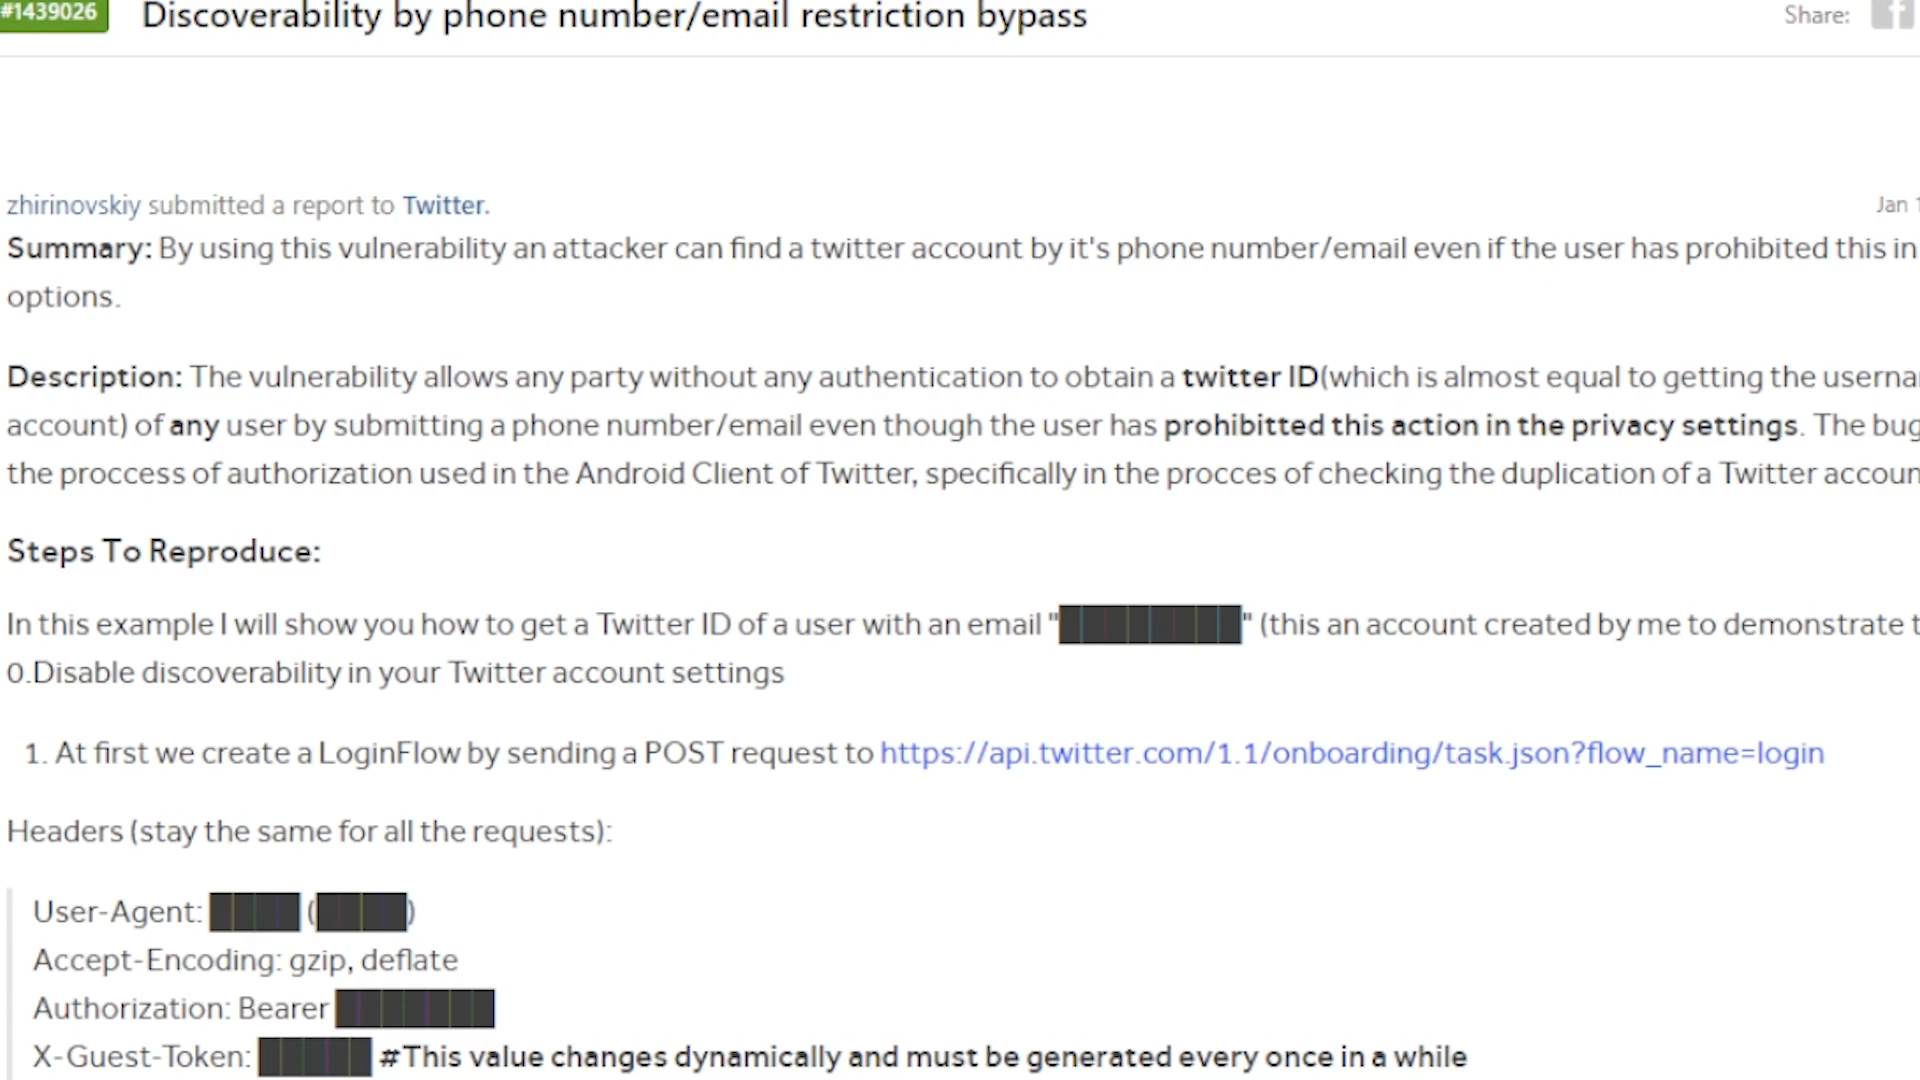 #1439026 Discoverability by phone number/email restriction bypass Share:
zhirinovskiy submitted a report to Twitter. Jan
Summary: By using this vulnerability an attacker can find a twitter account by it's phone number/email even if the user has prohibited this in
options.
Description: The vulnerability allows any party without any authentication to obtain a twitter ID(which is almost equal to getting the
account) of any user by submitting a phone number/email even though the user has prohibitted this action in the privacy settings. The bug
the proccess of authorization used in the Android Client of Twitter, specifically in the procces of checking the duplication of a Twitter
Steps To Reproduce:
In this example I will show you how to get a Twitter ID of a user with an email "" (this an account created by me to demonstrate
0.Disable discoverability in your Twitter account settings
1. At first we create a LoginFlow by sending a POST request to https://api.twitter.com/1.1/onboarding/task.json?flow_name=login
Headers (stay the same for all the requests):
User-Agent: ()
Accept-Encoding: gzip, deflate
Authorization: Bearer
X-Guest-Token: #This value changes dynamically and must be generated every once in a while